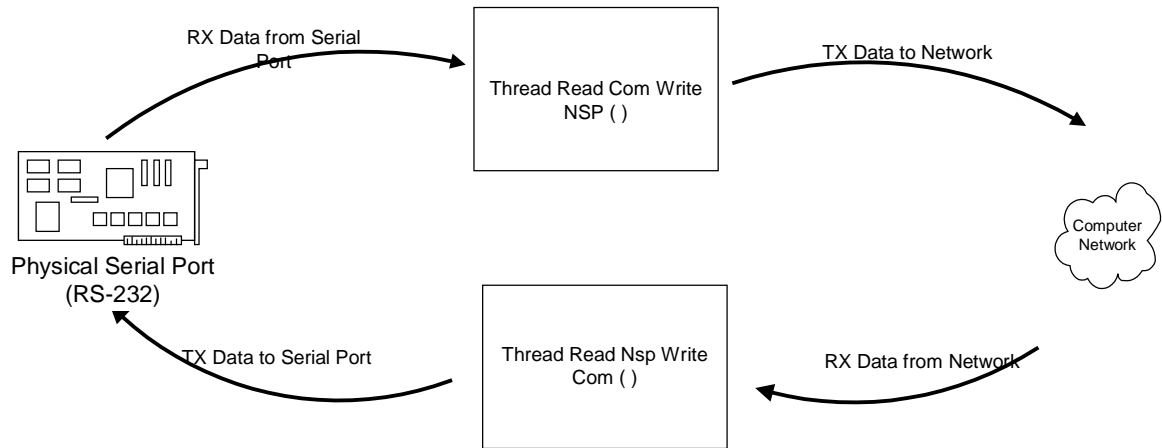 RX Data from Serial
Port
TX Data to Network
Thread Read Com Write
NSP ( )
Computer
Network
Physical Serial Port
(RS-232)
TX Data to Serial Port
Thread Read Nsp Write
Com ( )
RX Data from Network